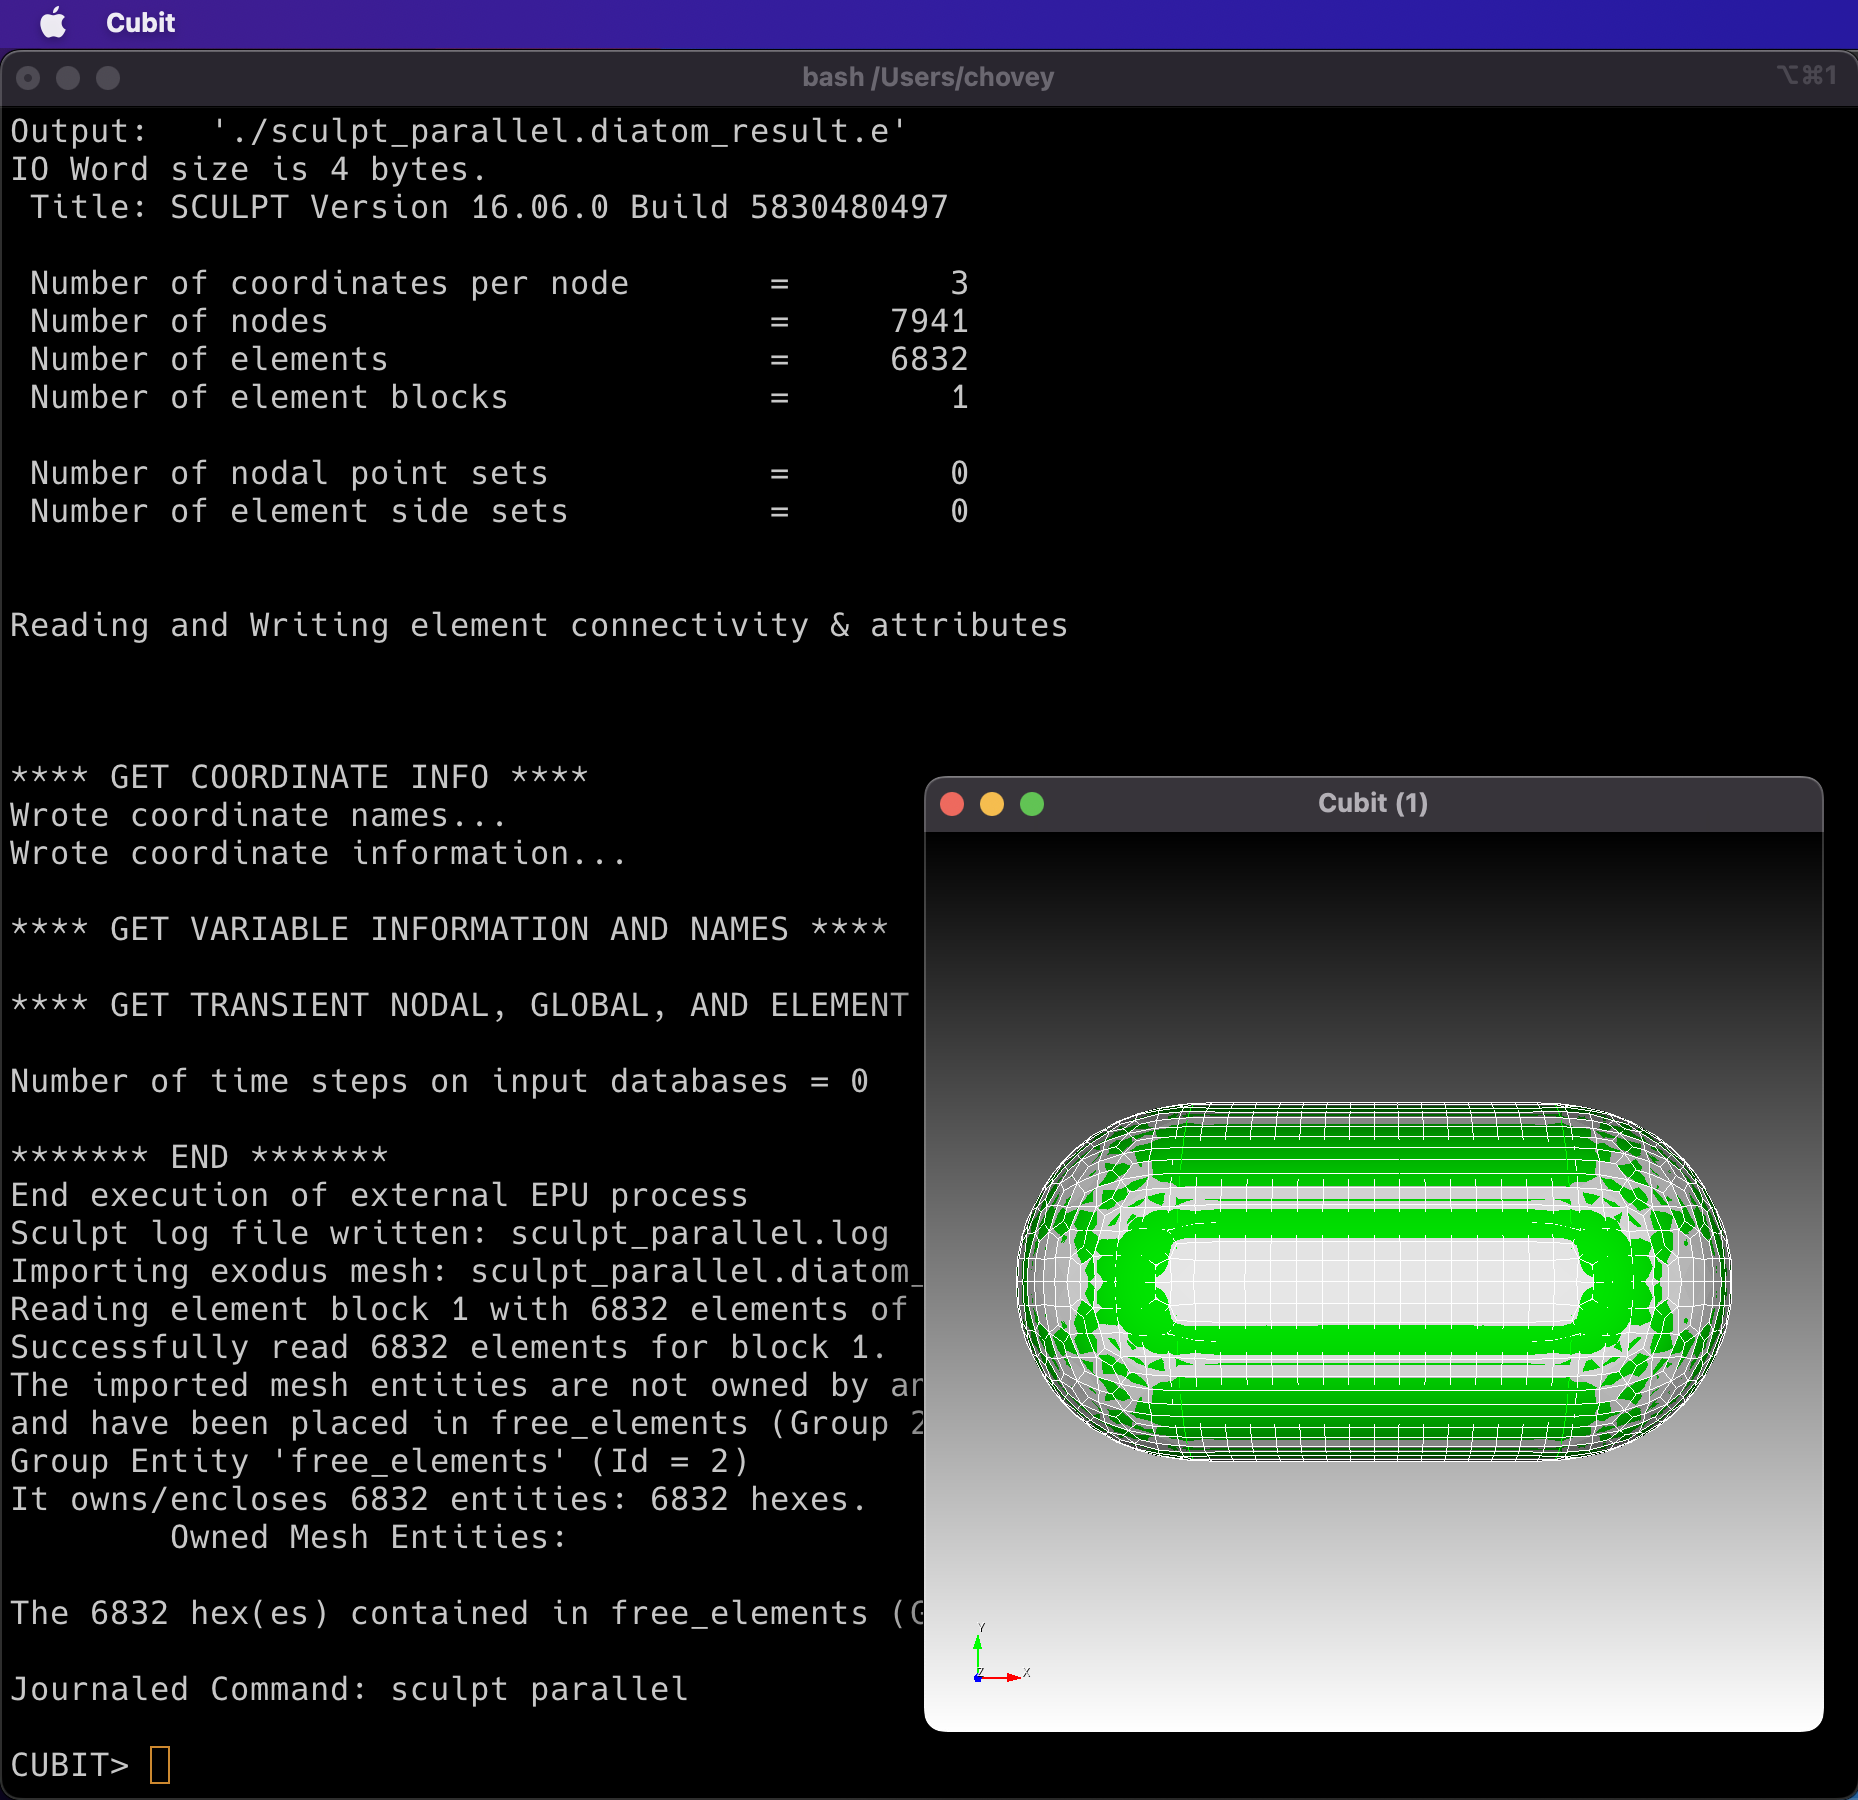 Cubit
bash /Users/chovey
⌥⌘1
Output:   './sculpt_parallel.diatom_result.e'
IO Word size is 4 bytes.
Title: SCULPT Version 16.06.0 Build 5830480497
Number of coordinates per node       =        3
Number of nodes                      =     7941
Number of elements                   =     6832
Number of element blocks             =        1
Number of nodal point sets           =        0
Number of element side sets          =        0
Reading and Writing element connectivity & attributes
**** GET COORDINATE INFO ****
Wrote coordinate names...
Wrote coordinate information...
**** GET VARIABLE INFORMATION AND NAMES ****
**** GET TRANSIENT NODAL, GLOBAL, AND ELEMENT
Number of time steps on input databases = 0
******* END *******
End execution of external EPU process
Sculpt log file written: sculpt_parallel.log
Importing exodus mesh: sculpt_parallel.diatom_
Reading element block 1 with 6832 elements of
Successfully read 6832 elements for block 1.
The imported mesh entities are not owned by
and have been placed in free_elements (Group 2
Group Entity 'free_elements' (Id = 2)
It owns/encloses 6832 entities: 6832 hexes.
Owned Mesh Entities:
The 6832 hex(es) contained in free_elements (G
Journaled Command: sculpt parallel
CUBIT>
Cubit (1)
Y
Z
X